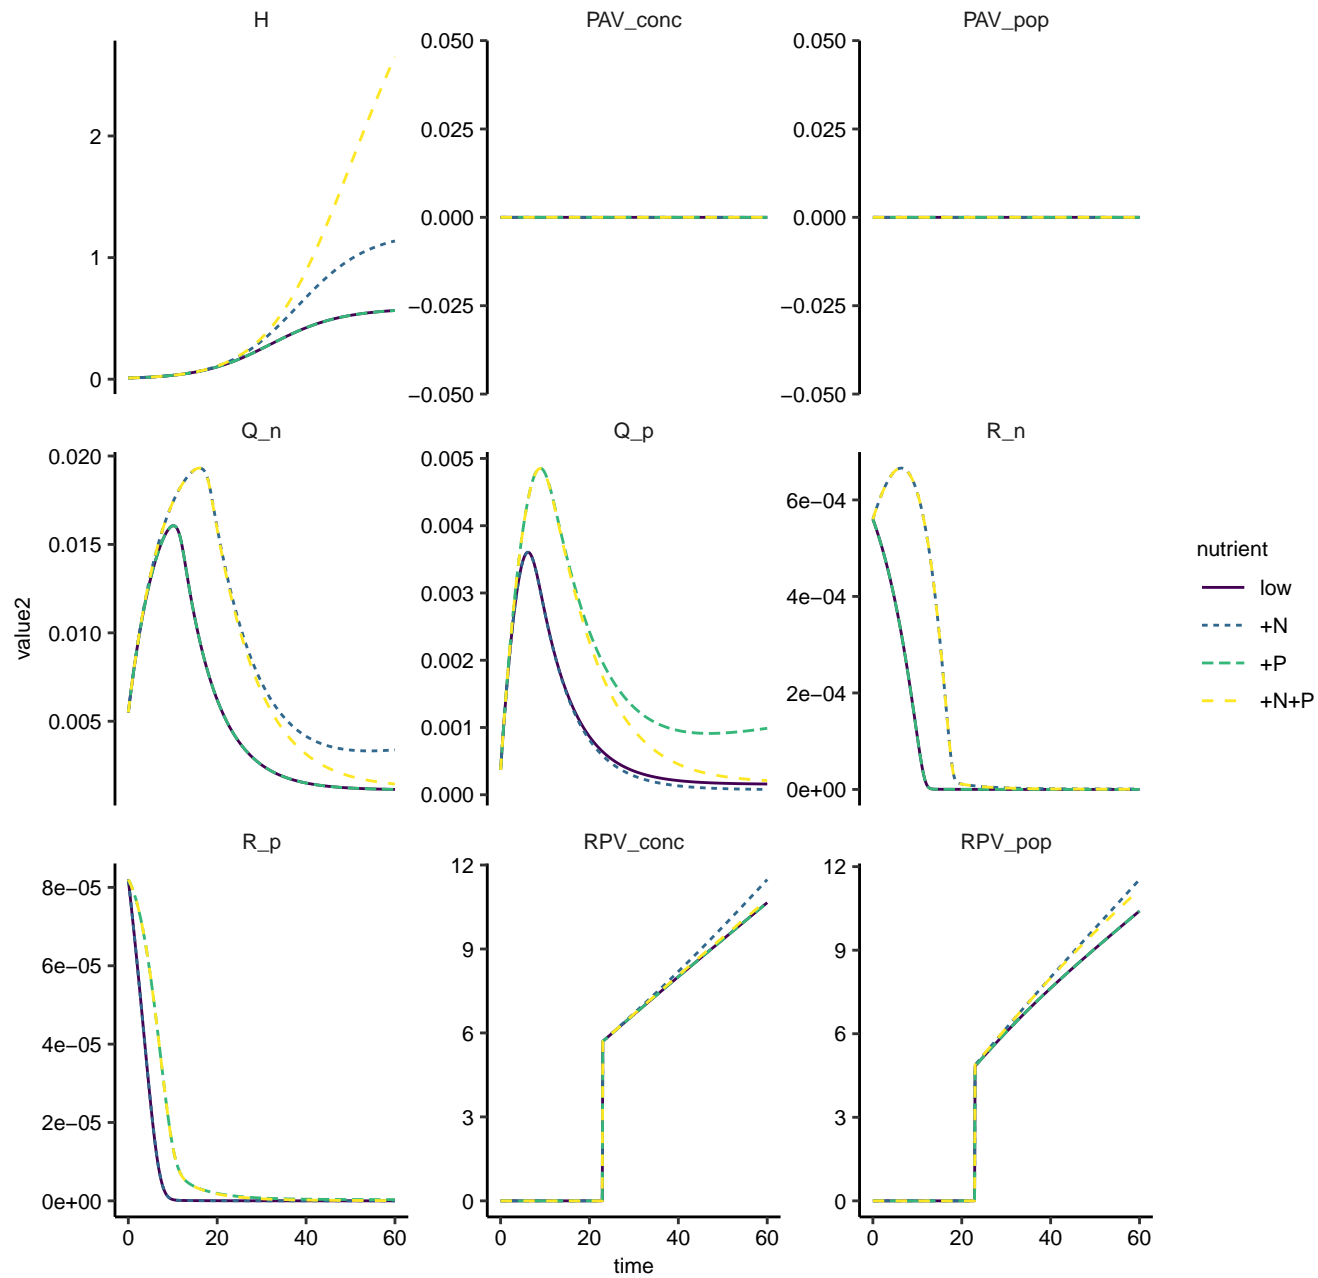 H
PAV_conc
PAV_pop
2
1
0
0.050
0.025
0.000
−0.025
−0.050
0.050
0.025
0.000
−0.025
−0.050
Q_n
Q_p
R_n
0.020
0.015
0.010
0.005
0.005
0.004
0.003
0.002
0.001
0.000
6e−04
4e−04
2e−04
0e+00
R_p
RPV_conc
RPV_pop
8e−05
6e−05
4e−05
2e−05
0e+00
12
9
6
3
0
12
9
6
3
0
0 20 40 60
0 20 40 60
0 20 40 60
time
value2
nutrient
low
+N
+P
+N+P